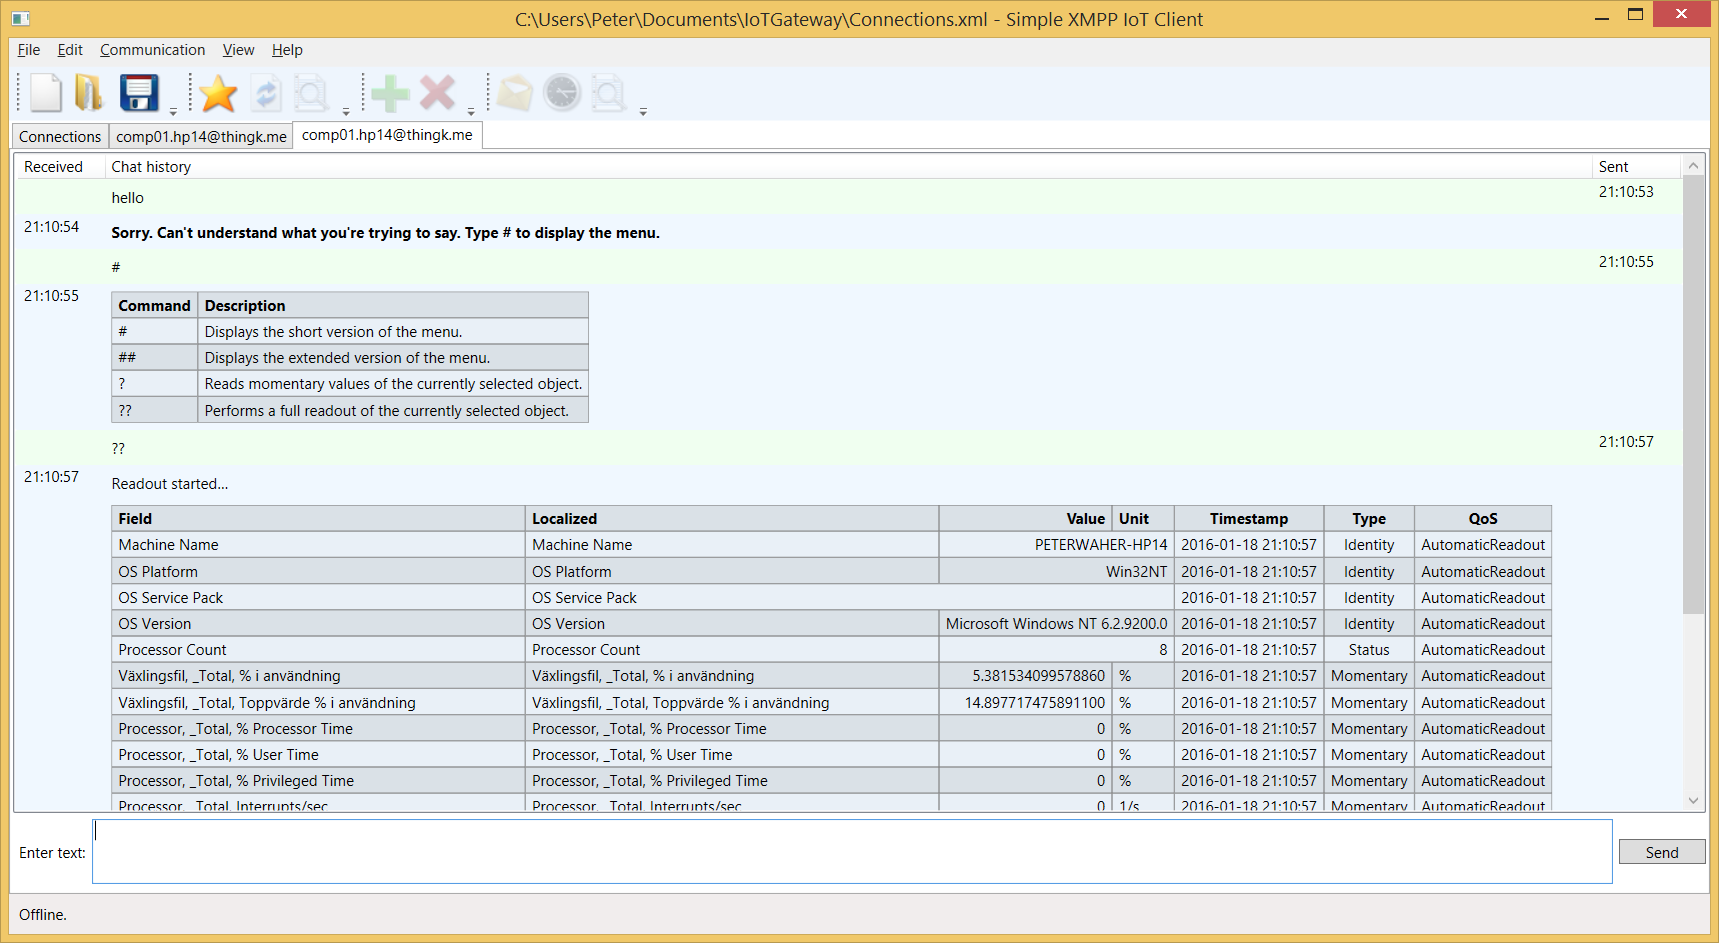 C:\Users\Peter\Documents\IoTGateway\Connections.xml - Simple XMPP IoT Client
File Edit Communication View Help
Connections comp01.hp14@thingk.me comp01.hp14@thingk.me
Received Chat history Sent
hello 21:10:53
21:10:54 Sorry. Can't understand what you're trying to say. Type # to display the menu.
# 21:10:55
21:10:55
Command Description
# Displays the short version of the menu.
## Displays the extended version of the menu.
? Reads momentary values of the currently selected object.
?? Performs a full readout of the currently selected object.
?? 21:10:57
21:10:57 Readout started...
Field Localized Value Unit Timestamp Type QoS
Machine Name Machine Name PETERWAHER-HP14 2016-01-18 21:10:57 Identity AutomaticReadout
OS Platform OS Platform Win32NT 2016-01-18 21:10:57 Identity AutomaticReadout
OS Service Pack OS Service Pack 2016-01-18 21:10:57 Identity AutomaticReadout
OS Version OS Version Microsoft Windows NT 6.2.9200.0 2016-01-18 21:10:57 Identity AutomaticReadout
Processor Count Processor Count 8 2016-01-18 21:10:57 Status AutomaticReadout
Växlingsfil, _Total, % i användning Växlingsfil, _Total, % i användning 5.381534099578860 % 2016-01-18 21:10:57 Momentary AutomaticReadout
Växlingsfil, _Total, Toppvärde % i användning Växlingsfil, _Total, Toppvärde % i användning 14.897717475891100 % 2016-01-18 21:10:57 Momentary AutomaticReadout
Processor, _Total, % Processor Time Processor, _Total, % Processor Time 0 % 2016-01-18 21:10:57 Momentary AutomaticReadout
Processor, _Total, % User Time Processor, _Total, % User Time 0 % 2016-01-18 21:10:57 Momentary AutomaticReadout
Processor, _Total, % Privileged Time Processor, _Total, % Privileged Time 0 % 2016-01-18 21:10:57 Momentary AutomaticReadout
Processor, _Total, Interrupts/sec Processor, _Total, Interrupts/sec 0 1/s 2016-01-18 21:10:57 Momentary AutomaticReadout
Enter text: Send
Offline.